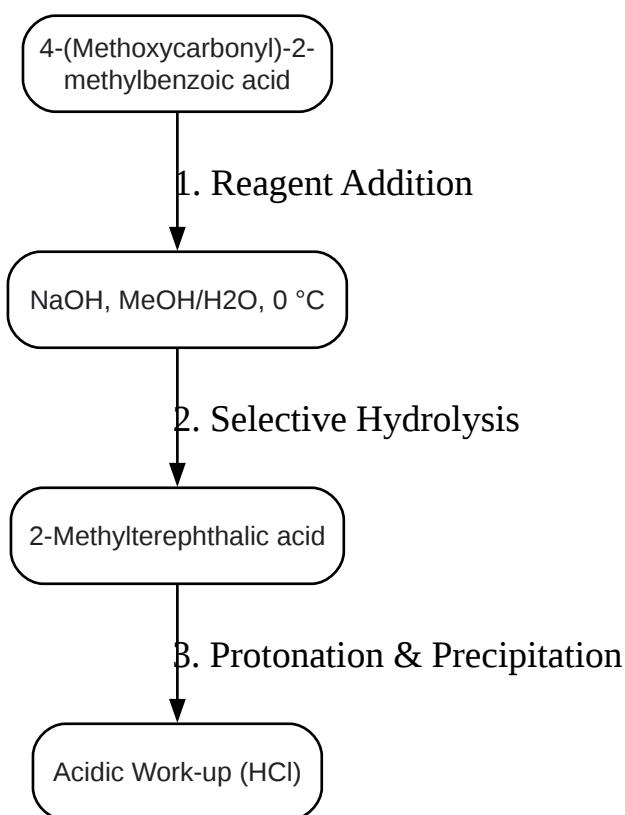 4-(Methoxycarbonyl)-2-
methylbenzoic acid
1. Reagent Addition
NaOH, MeOH/H2O, 0 °C
2. Selective Hydrolysis
2-Methylterephthalic acid
3. Protonation & Precipitation
Acidic Work-up (HCl)